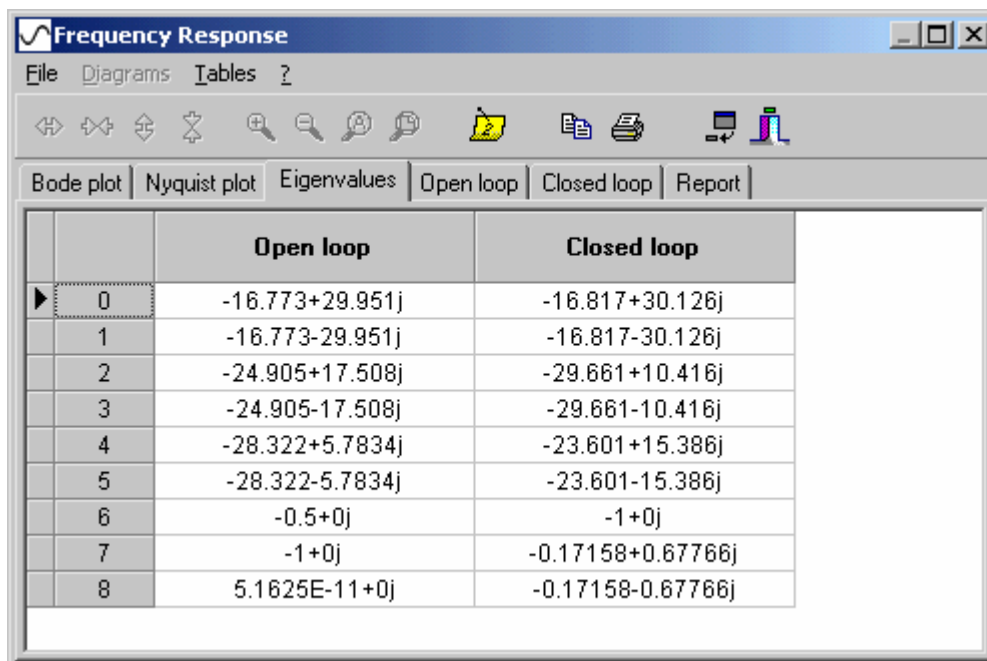 Frequency Response
File Diagrams Tables ?
Bode plot Nyquist plot Eigenvalues Open loop Closed loop Report
Open loop Closed loop
0 -16.773+29.951j -16.817+30.126j
1 -16.773-29.951j -16.817-30.126j
2 -24.905+17.508j -29.661+10.416j
3 -24.905-17.508j -29.661-10.416j
4 -28.322+5.7834j -23.601+15.386j
5 -28.322-5.7834j -23.601-15.386j
6 -0.5+0j -1+0j
7 -1+0j -0.17158+0.67766j
8 5.1625E-11+0j -0.17158-0.67766j